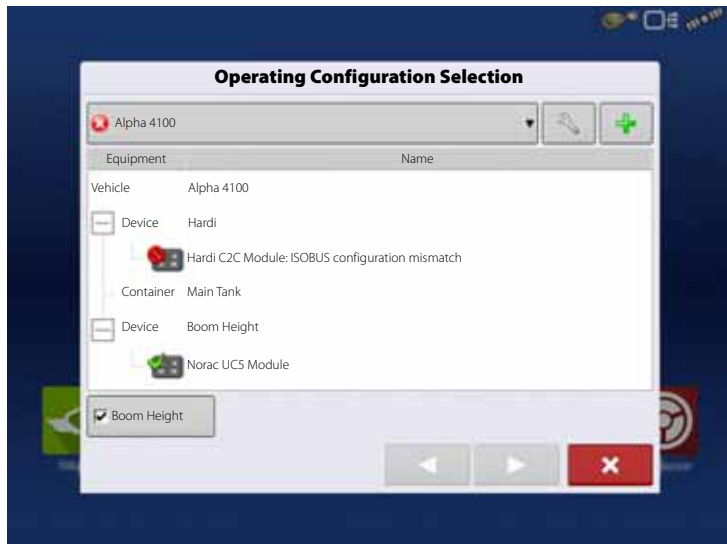 Operating Configuration Selection
Alpha 4100
Equipment Name
Vehicle Alpha 4100
Device Hardi
Hardi C2C Module: ISOBUS configuration mismatch
Container Main Tank
Device Boom Height
Norac UC5 Module
Boom Height